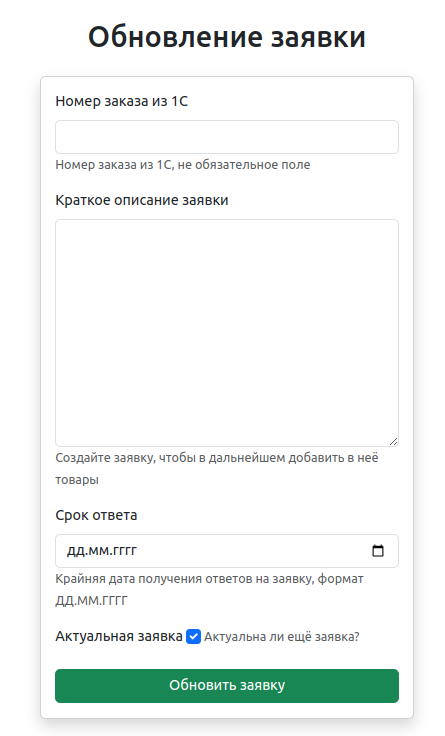 Обновление заявки
Номер заказа из 1С
Номер заказа из 1С, не обязательное поле
Краткое описание заявки
Создайте заявку, чтобы в дальнейшем добавить в неё
товары
Срок ответа
дд.мм.гггг
Крайняя дата получения ответов на заявку, формат
ДД.ММ.ГГГГ
Актуальная заявка Актуальна ли ещё заявка?
Обновить заявку